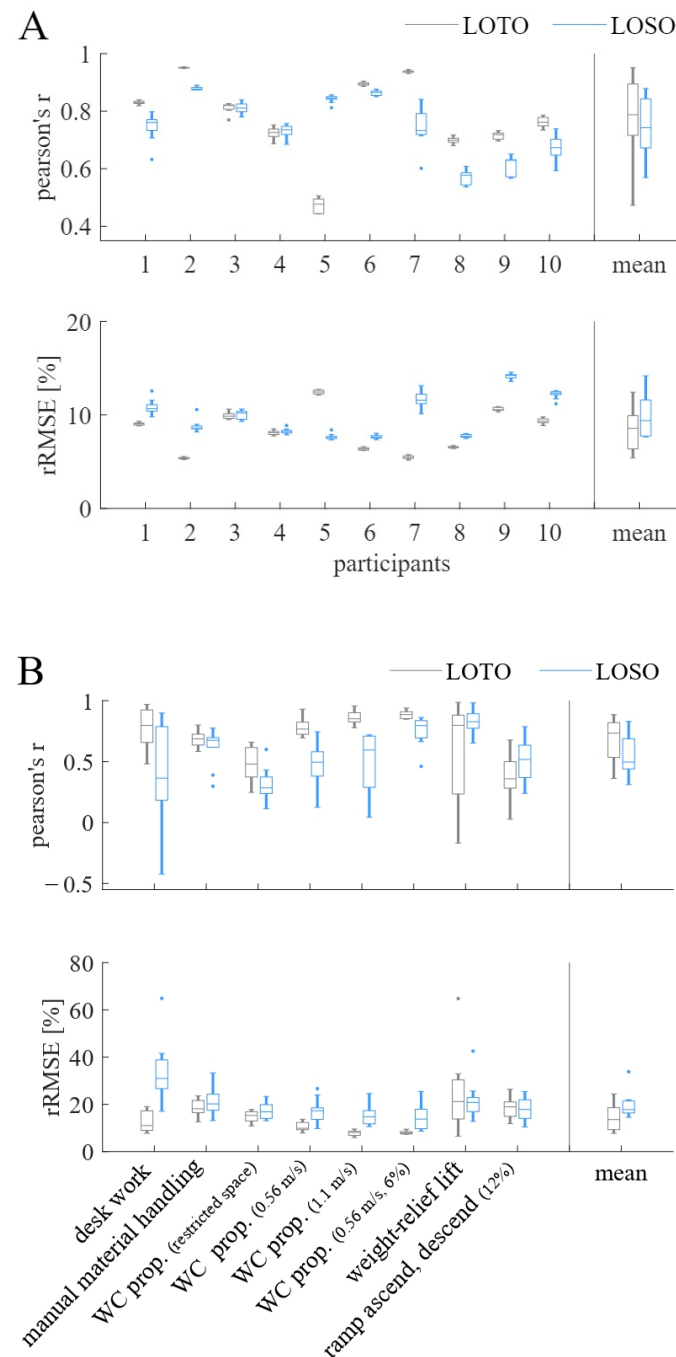 A
LOTO LOSO
pearson's r
1
0.8
0.6
0.4
1 2 3 4 5 6 7 8 9 10 mean
rRMSE [%]
20
10
0
1 2 3 4 5 6 7 8 9 10 mean
participants
B
LOTO LOSO
pearson's r
1
0.5
0
−0.5
rRMSE [%]
80
60
40
20
0
desk work
manual material handling
WC prop. (restricted space)
WC prop. (0.56 m/s)
WC prop. (1.1 m/s)
WC prop. (0.56 m/s, 6%)
weight-relief lift
ramp ascend, descend (12%)
mean